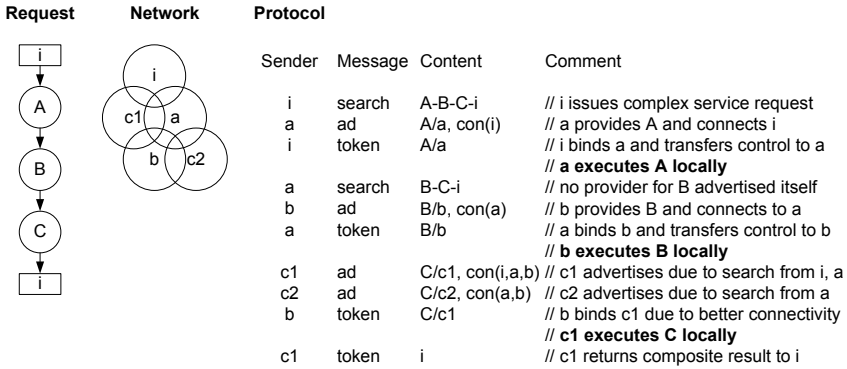 Request Network Protocol
i
A
B
C
i
i
c1 a
b c2
Sender Message Content Comment
i search A-B-C-i // i issues complex service request
a ad A/a, con(i) // a provides A and connects i
i token A/a // i binds a and transfers control to a
// a executes A locally
a search B-C-i // no provider for B advertised itself
b ad B/b, con(a) // b provides B and connects to a
a token B/b // a binds b and transfers control to b
// b executes B locally
c1 ad C/c1, con(i,a,b) // c1 advertises due to search from i, a
c2 ad C/c2, con(a,b) // c2 advertises due to search from a
b token C/c1 // b binds c1 due to better connectivity
// c1 executes C locally
c1 token i // c1 returns composite result to i